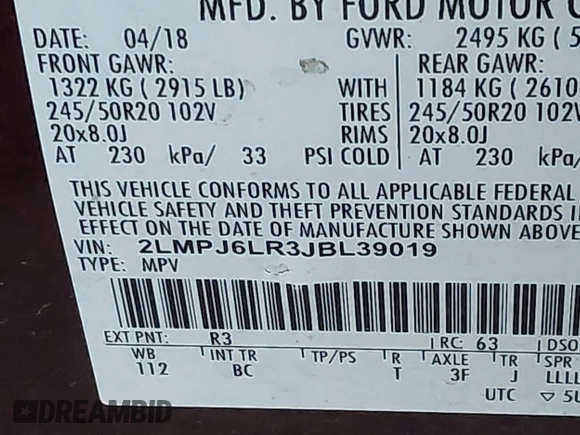 MFD. BY FORD MOTOR
DATE: 04/18 GVWR: 2495 KG (
FRONT GAWR: REAR GAWR:
1322 KG ( 2915 LB) WITH 1184 KG ( 2610
245/50R20 102V TIRES 245/50R20 102V
20x8.0J RIMS 20x8.0J
AT 230 kPa/ 33 PSI COLD AT 230 kPa/
THIS VEHICLE CONFORMS TO ALL APPLICABLE FEDERAL
VEHICLE SAFETY AND THEFT PREVENTION STANDARDS IN
EFFECT ON THE DATE OF MANUFACTURE SHOWN ABOVE
VIN: 2LMPJ6LR3JBL39019
TYPE: MPV
EXT PNT: R3 RC: 63 DSO
WB INT TR TP/PS R AXLE TR SPR
112 BC T 3F J LLLL
UTC ▽ 5U
DREAMBID